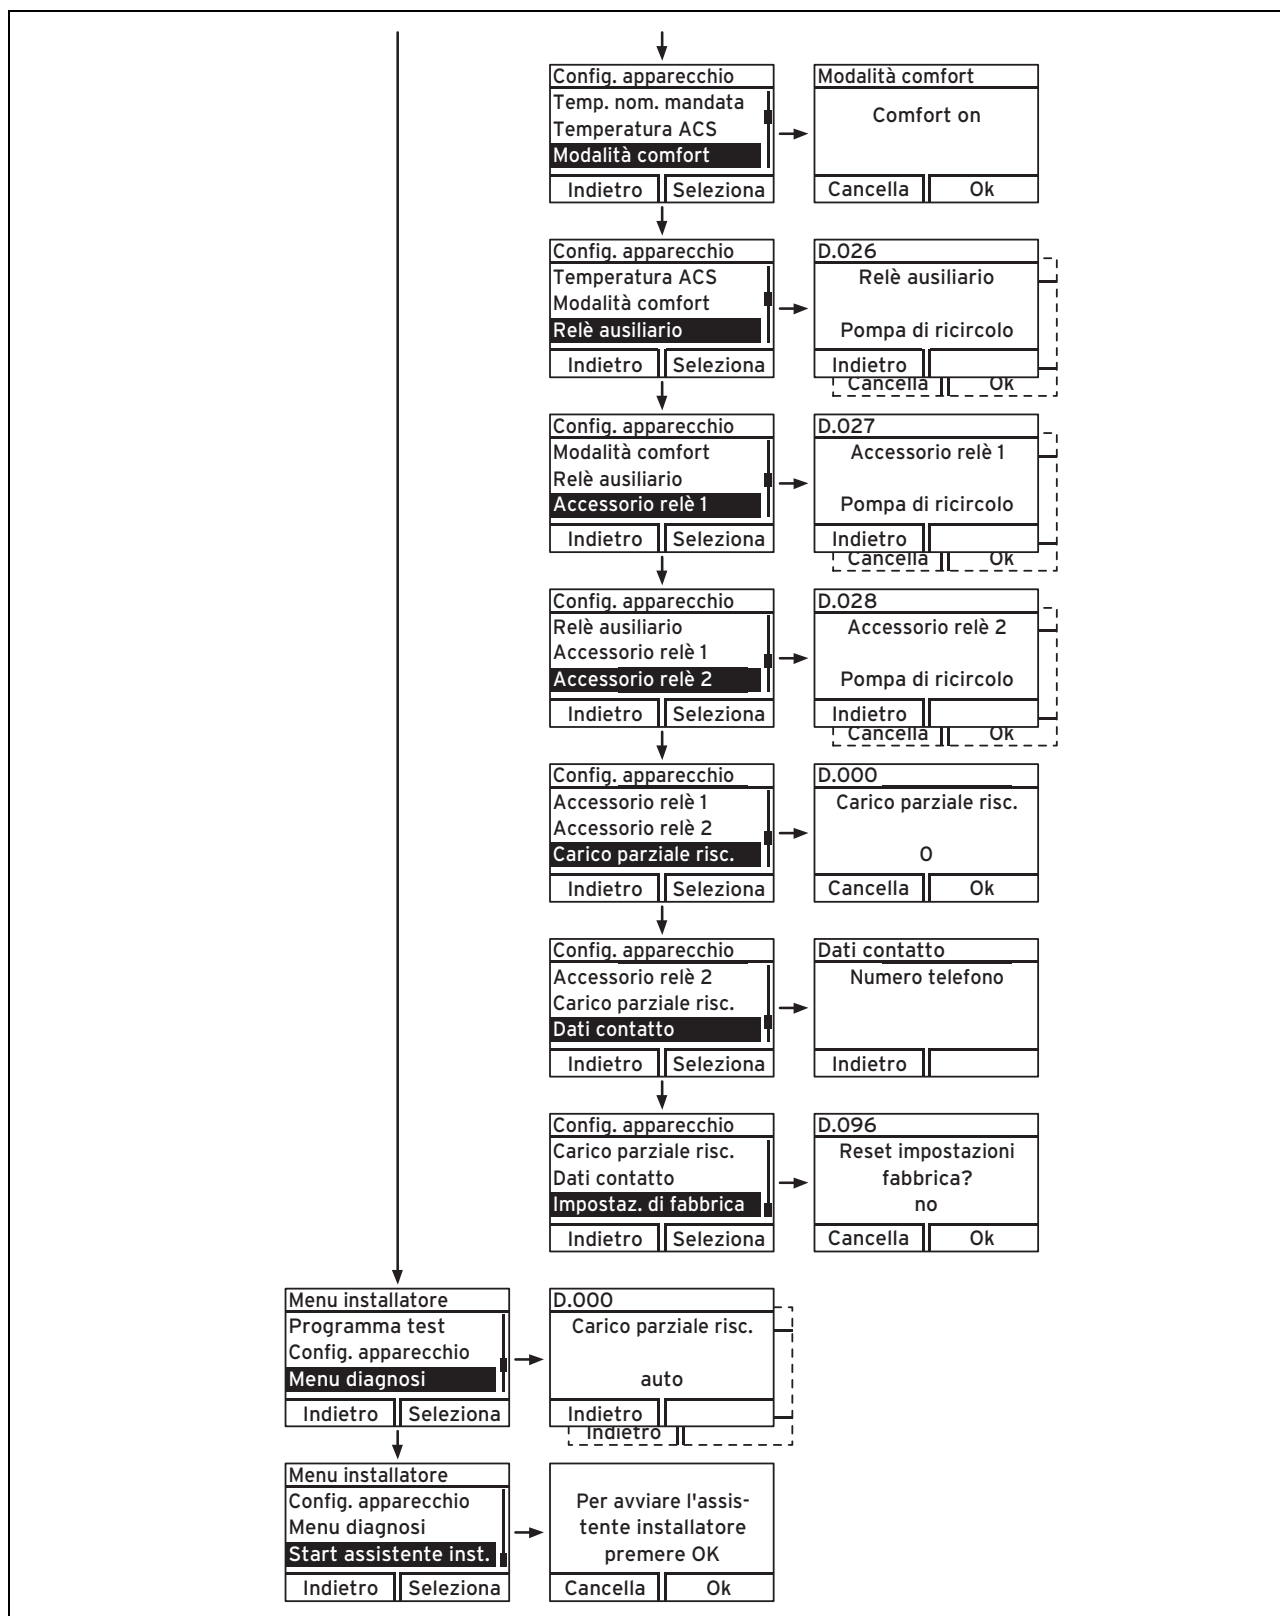 Config. apparecchio
Temp. nom. mandata
Temperatura ACS
Modalità comfort
Indietro
Seleziona
Modalità comfort
Comfort on
Cancella
Ok
Config. apparecchio
Temperatura ACS
Modalità comfort
Relè ausiliario
Indietro
Seleziona
D.026
Relè ausiliario
Pompa di ricircolo
Indietro
Cancella
Ok
Config. apparecchio
Modalità comfort
Relè ausiliario
Accessorio relè 1
Indietro
Seleziona
D.027
Accessorio relè 1
Pompa di ricircolo
Indietro
Cancella
Ok
Config. apparecchio
Relè ausiliario
Accessorio relè 1
Accessorio relè 2
Indietro
Seleziona
D.028
Accessorio relè 2
Pompa di ricircolo
Indietro
Cancella
Ok
Config. apparecchio
Accessorio relè 1
Accessorio relè 2
Carico parziale risc.
Indietro
Seleziona
D.000
Carico parziale risc.
0
Cancella
Ok
Config. apparecchio
Accessorio relè 2
Carico parziale risc.
Dati contatto
Indietro
Seleziona
Dati contatto
Numero telefono
Indietro
Config. apparecchio
Carico parziale risc.
Dati contatto
Impostaz. di fabbrica
Indietro
Seleziona
D.096
Reset impostazioni
fabbrica?
no
Cancella
Ok
Menu installatore
Programma test
Config. apparecchio
Menu diagnosi
Indietro
Seleziona
D.000
Carico parziale risc.
auto
Indietro
Indietro
Menu installatore
Config. apparecchio
Menu diagnosi
Start assistente inst.
Indietro
Seleziona
Per avviare l'assis-
tente installatore
premere OK
Cancella
Ok